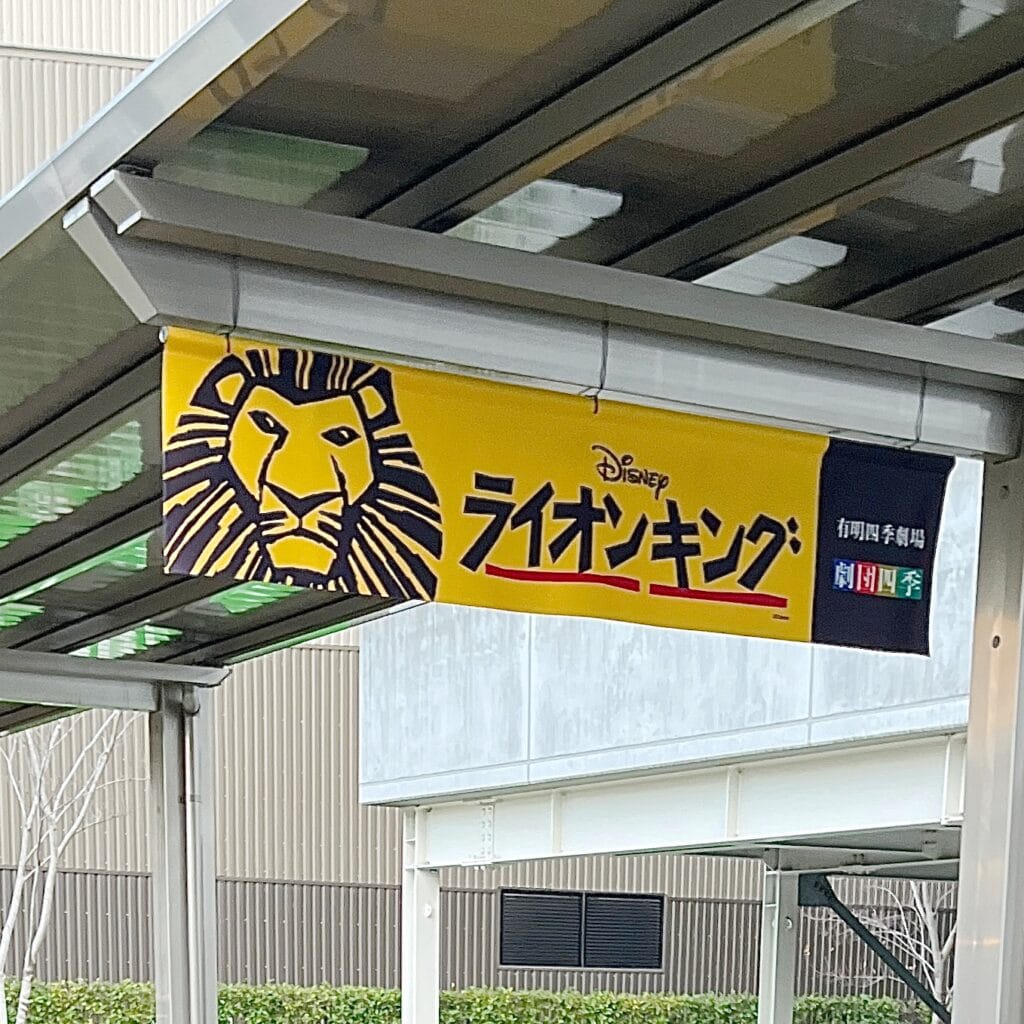 Disney
ライオンキング
有明四季劇場
劇団四季